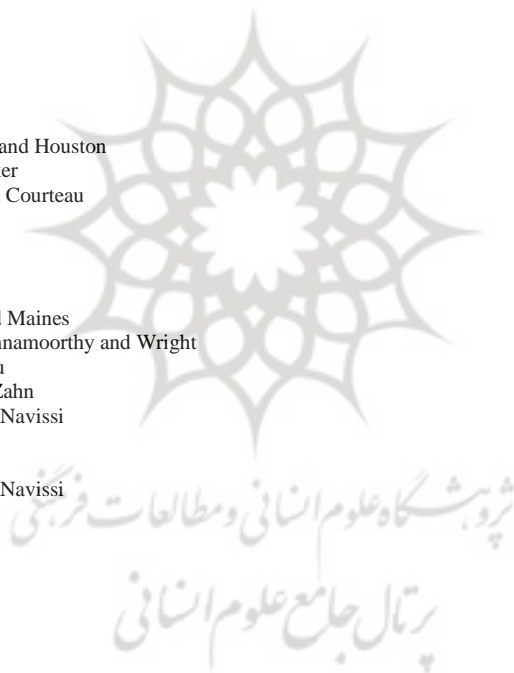 and Houston
er
Courteau
Maines
nnamoorthy and Wright
u
Zahn
Navissi
Navissi
پژوهشگاه علوم انسانی و مطالعات فرهنگی
پرتال جامع علوم انسانی